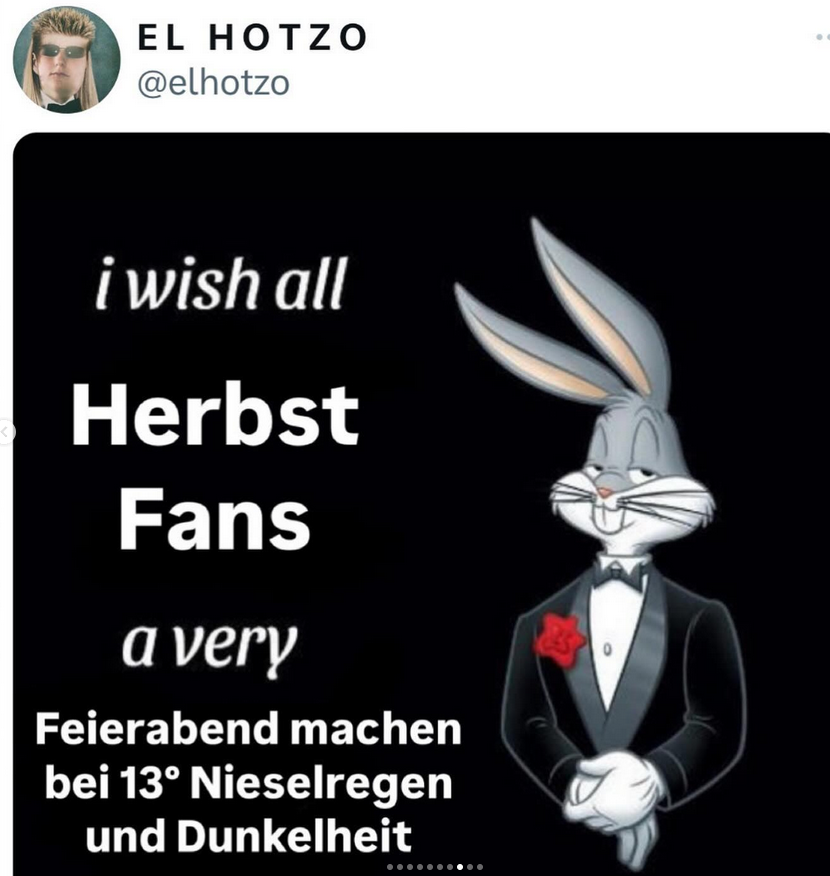 EL HOTZO
@elhotzo
i wish all
Herbst
Fans
a very
Feierabend machen
bei 13° Nieselregen
und Dunkelheit